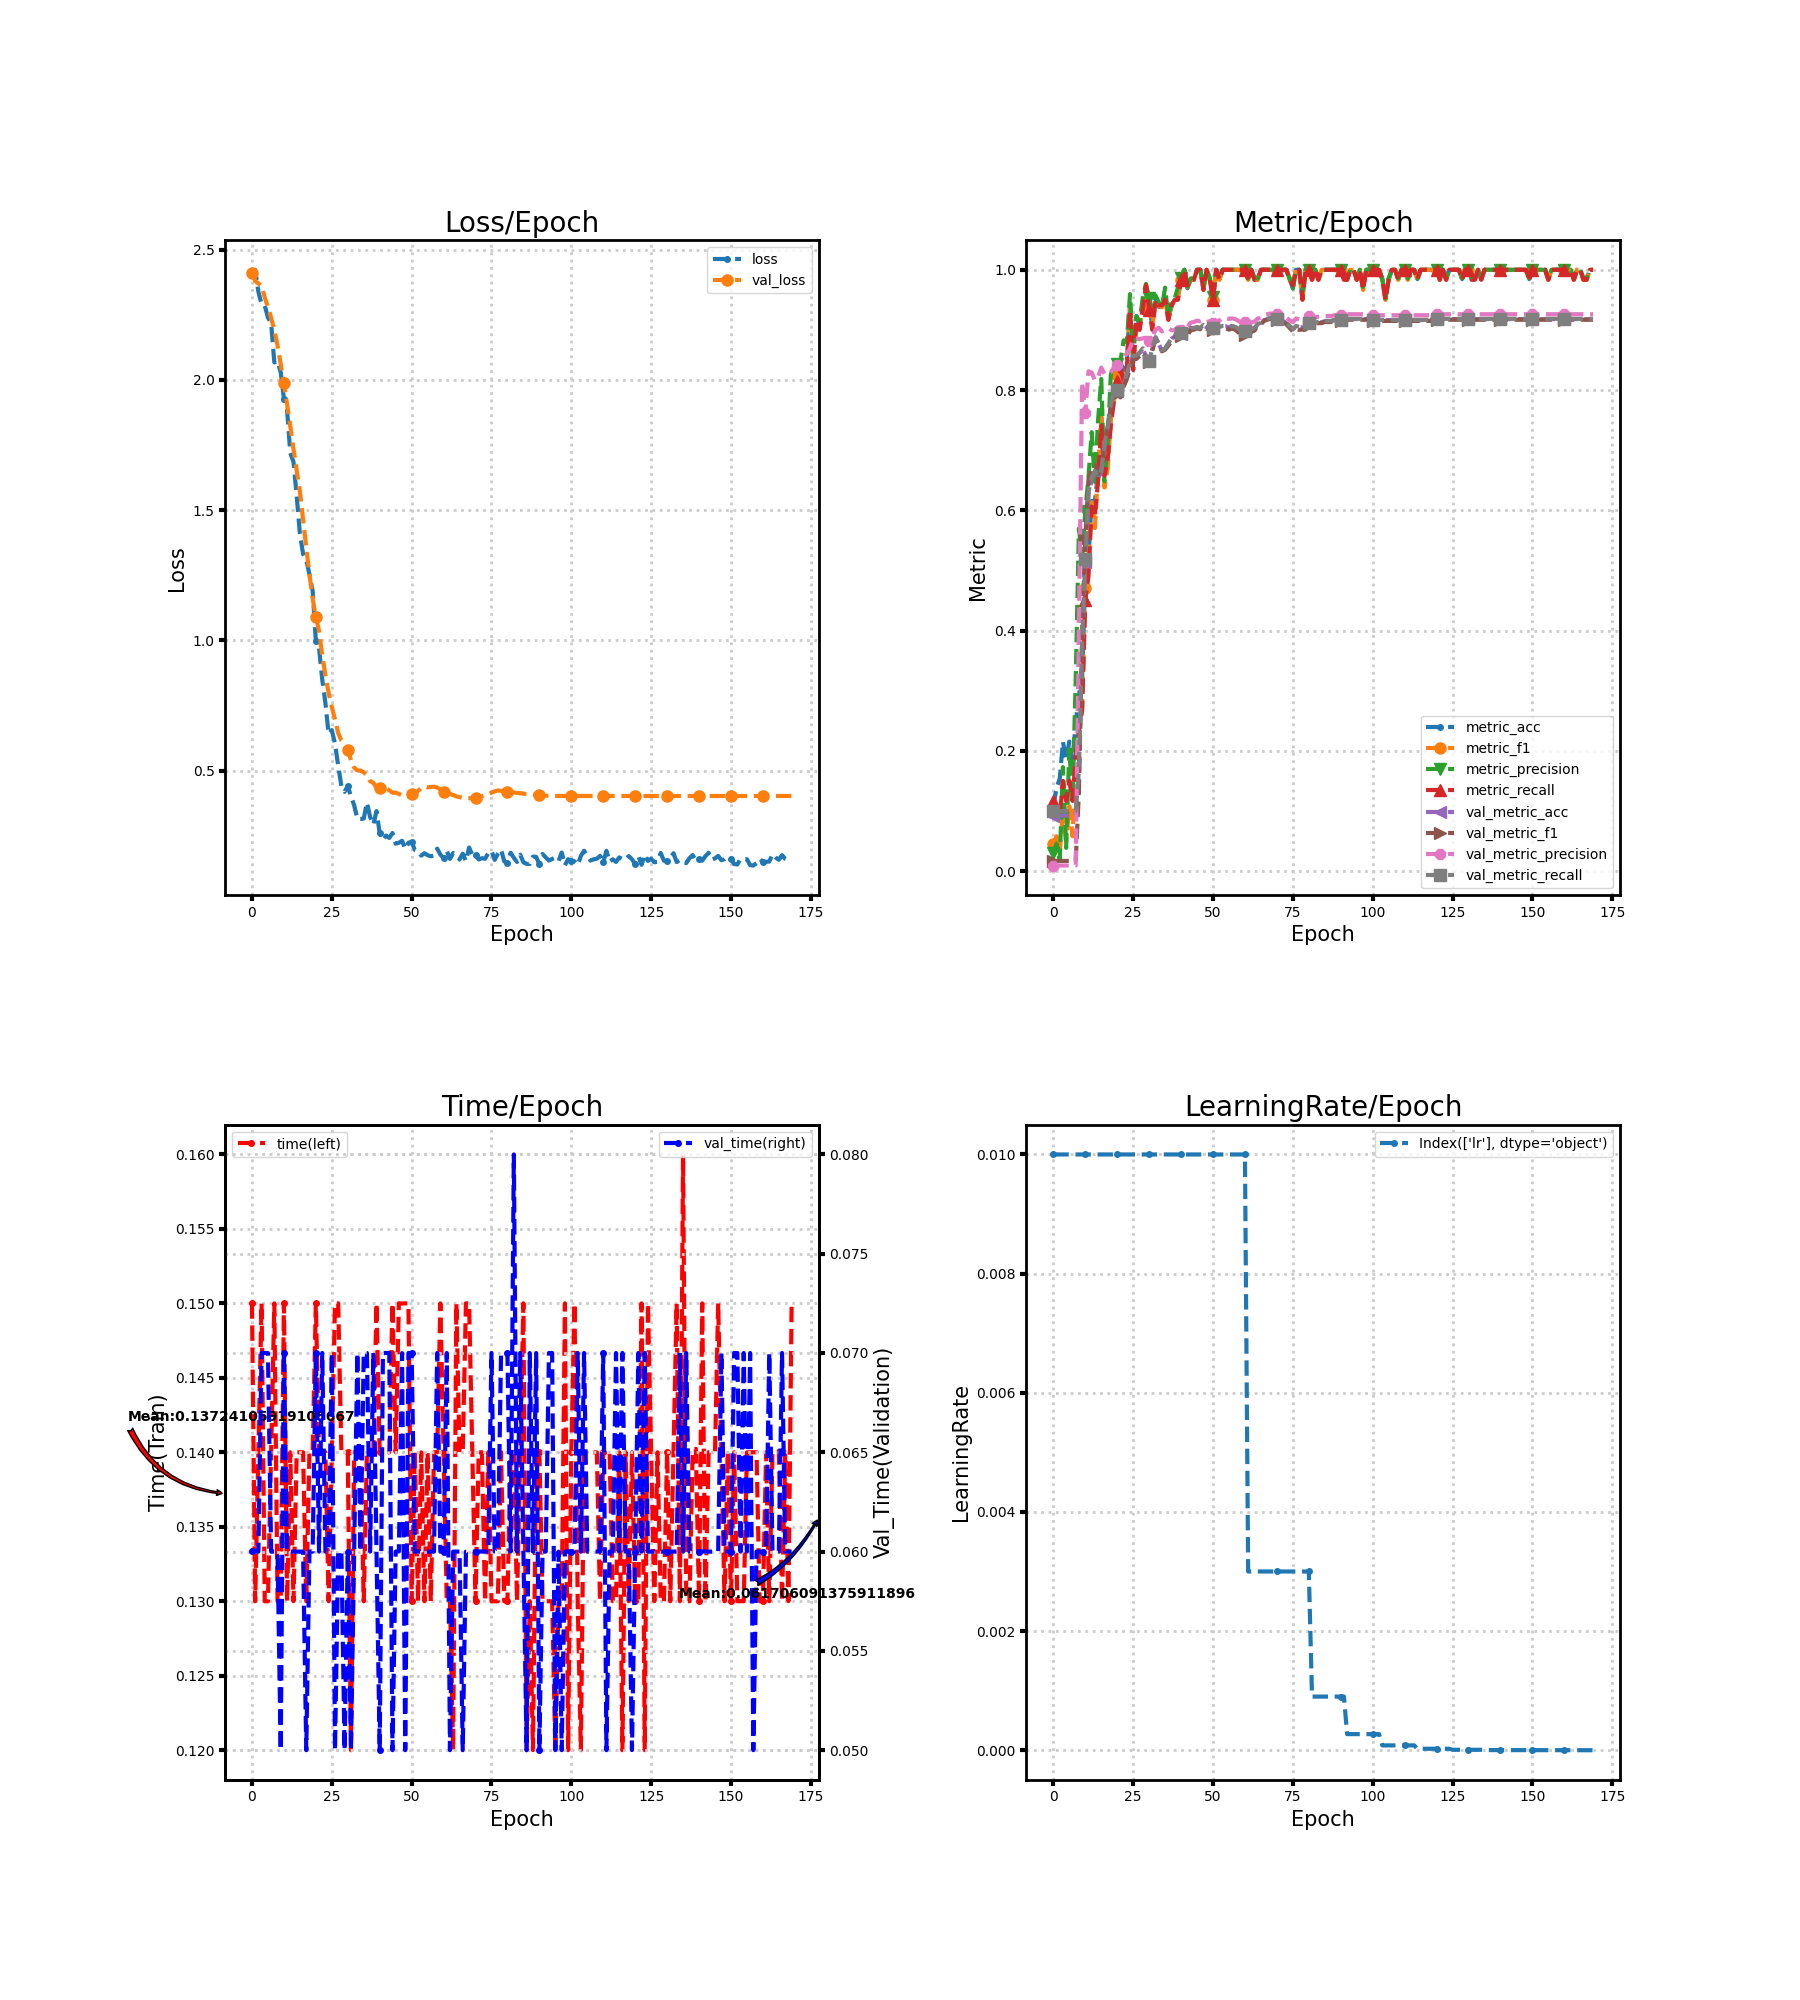 Loss/Epoch
2.5
2.0
1.5
1.0
0.5
Loss
loss
val_loss
0 25 50 75 100 125 150 175
Epoch
Metric/Epoch
1.0
0.8
0.6
0.4
0.2
0.0
Metric
metric_acc
metric_f1
metric_precision
metric_recall
val_metric_acc
val_metric_f1
val_metric_precision
val_metric_recall
0 25 50 75 100 125 150 175
Epoch
Time/Epoch
time(left)
val_time(right)
0.160
0.155
0.150
0.145
0.140
0.135
0.130
0.125
0.120
Time(Train)
0.080
0.075
0.070
0.065
0.060
0.055
0.050
Val_Time(Validation)
Mean:0.061706091375911896
0 25 50 75 100 125 150 175
Epoch
LearningRate/Epoch
Index(['lr'], dtype='object')
0.010
0.008
0.006
0.004
0.002
0.000
LearningRate
0 25 50 75 100 125 150 175
Epoch